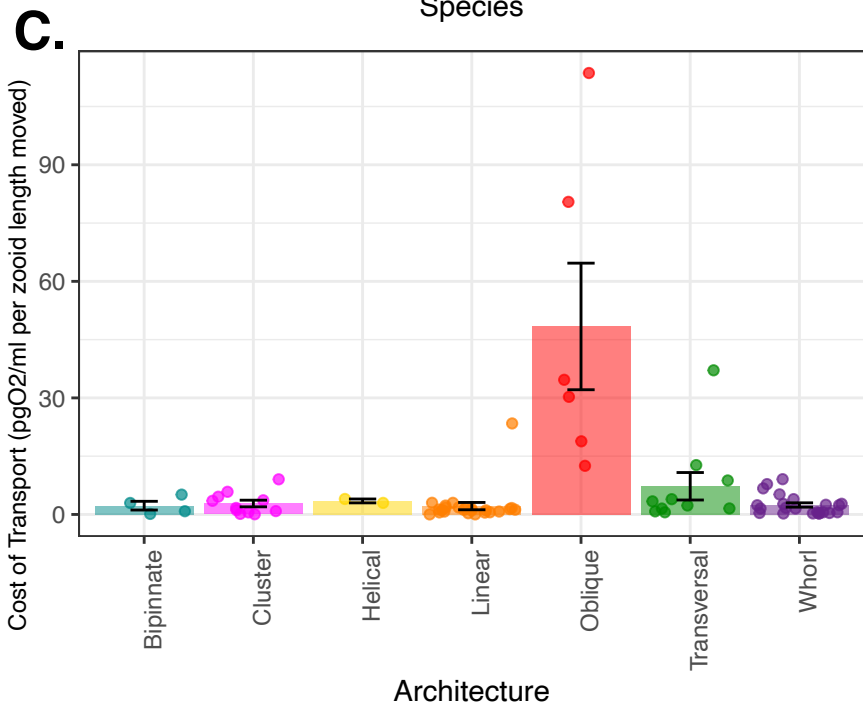 Species
C.
Cost of Transport (pgO2/ml per zooid length moved)
90
60
30
0
Bipinnate
Cluster
Helical
Linear
Oblique
Transversal
Whorl
Architecture